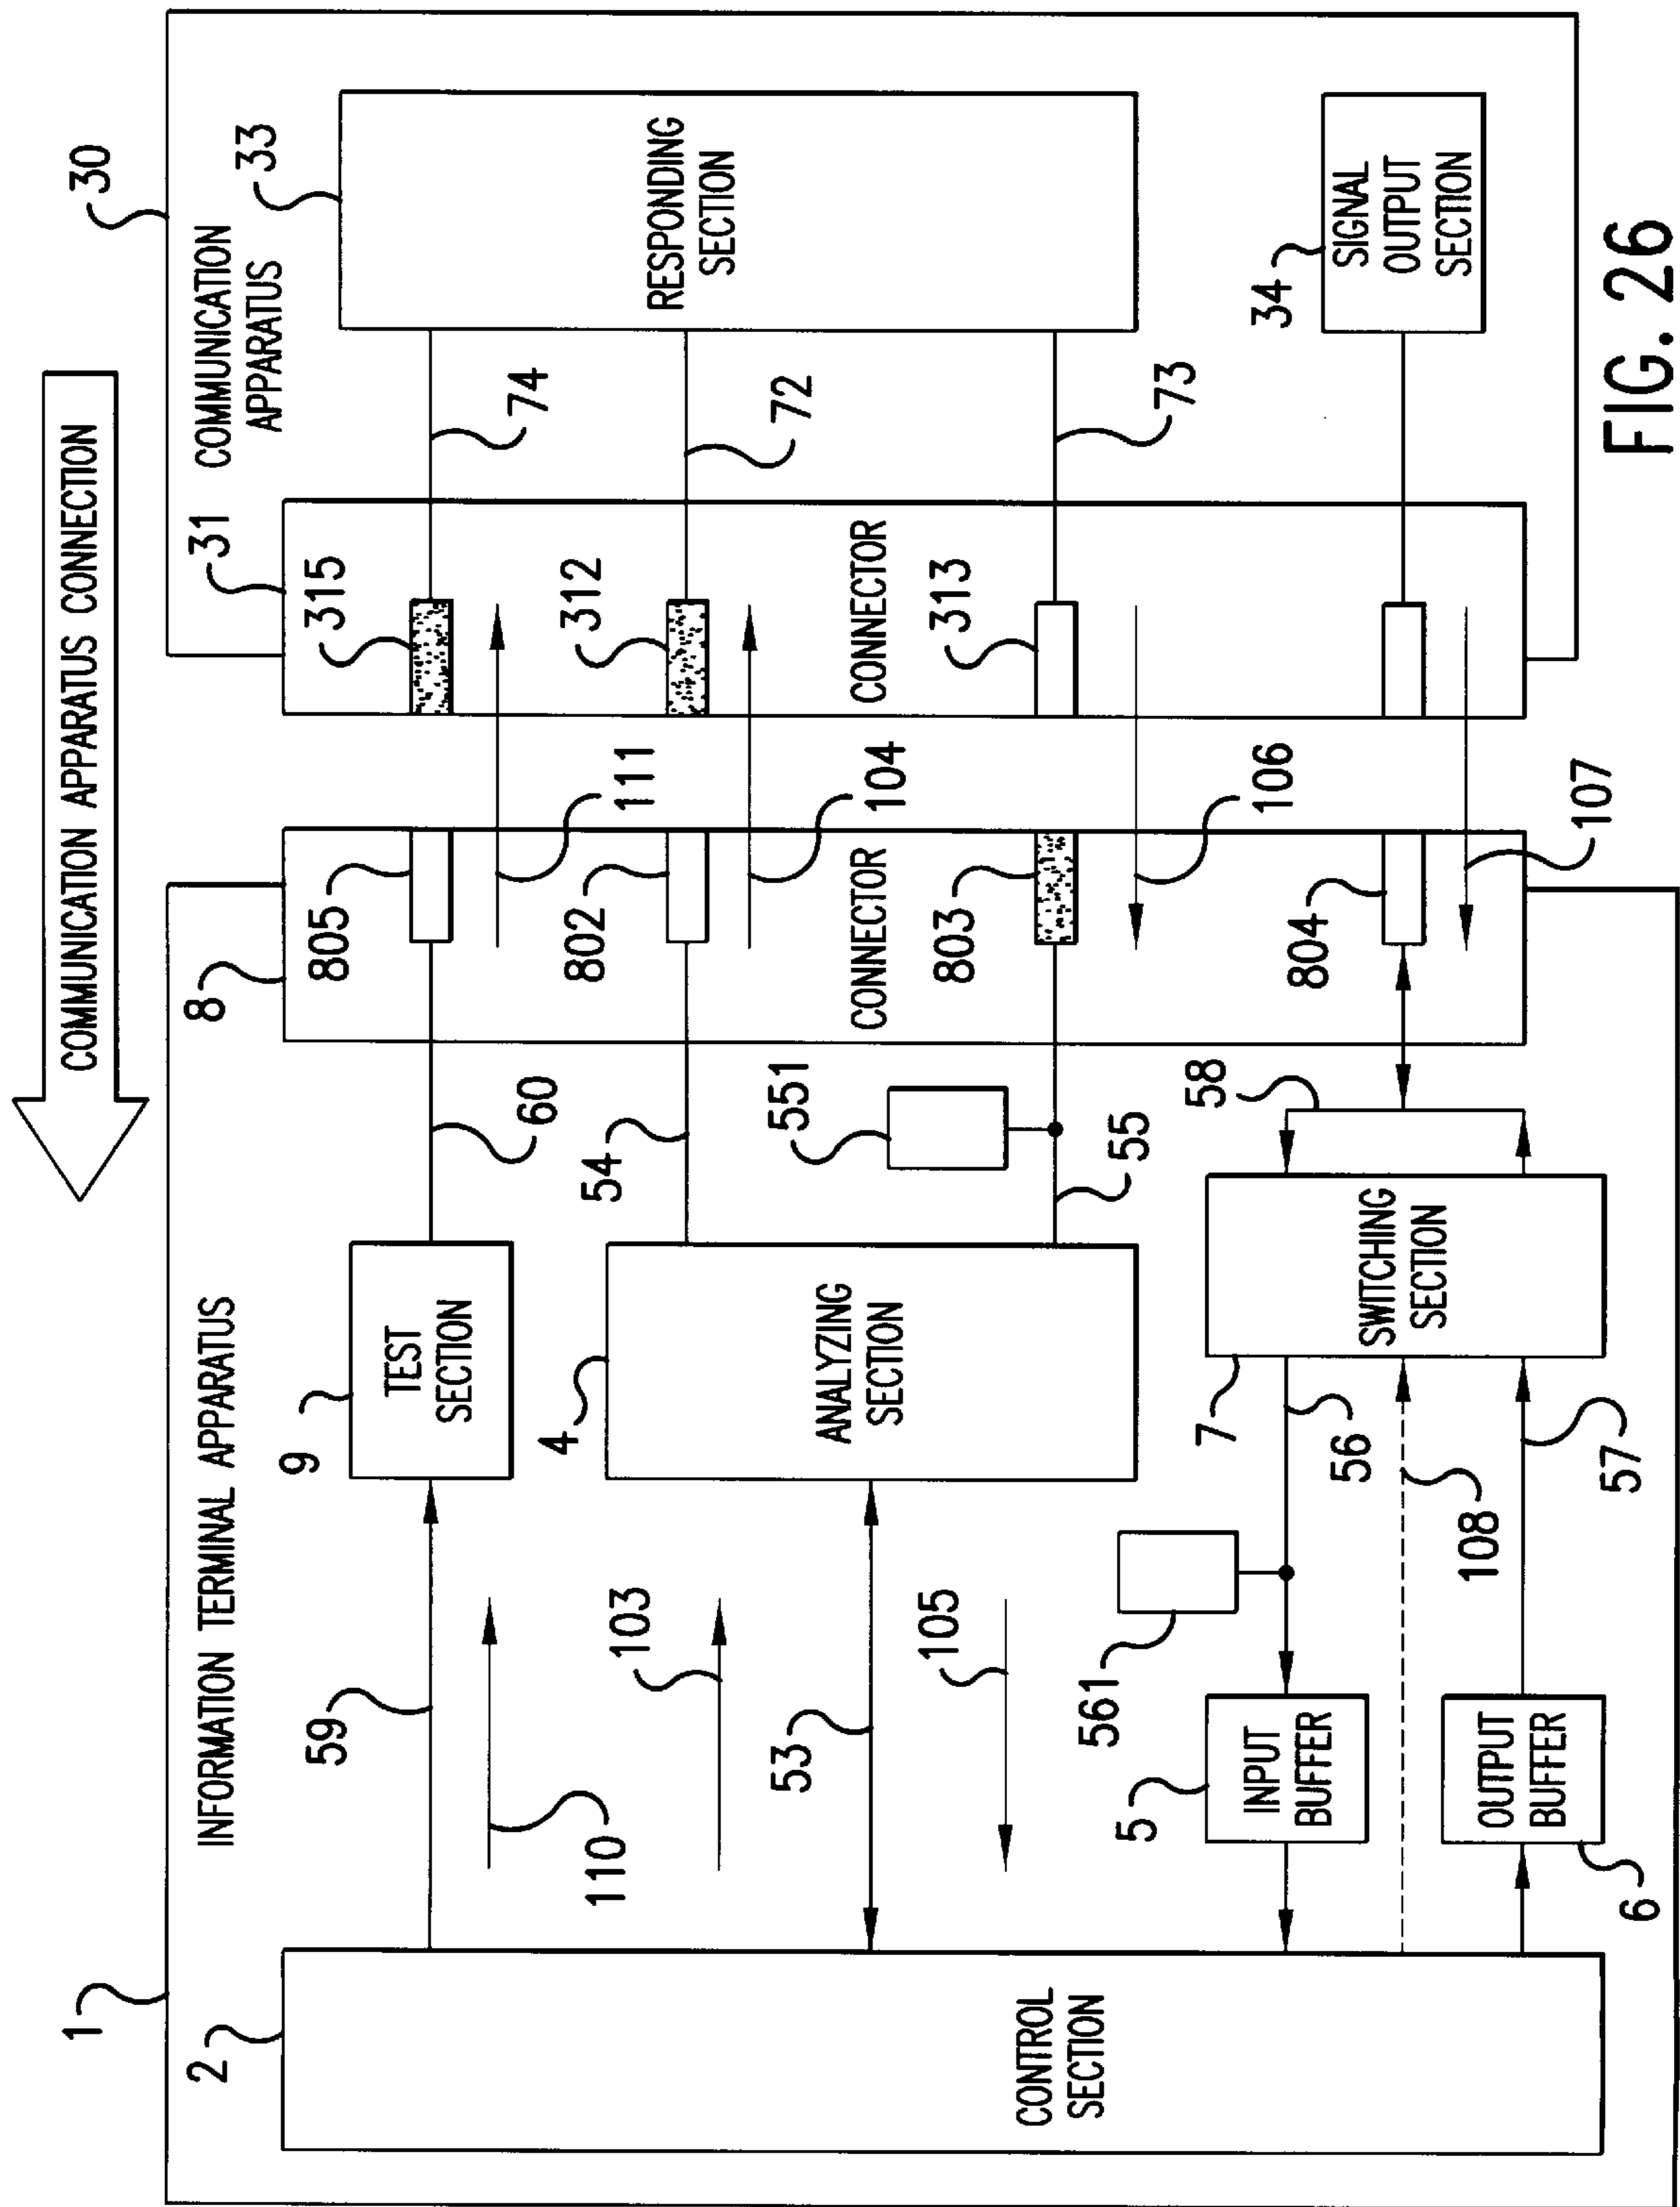 COMMUNICATION APPARATUS CONNECTION
1
INFORMATION TERMINAL APPARATUS
2
CONTROL
SECTION
59
110
103
53
105
9
TEST
SECTION
4
ANALYZING
SECTION
561
5
INPUT
BUFFER
6
OUTPUT
BUFFER
7
SWITCHING
SECTION
56
108
57
58
60
54
551
55
8
CONNECTOR
805
802
803
804
111
104
106
107
30
COMMUNICATION
APPARATUS
31
CONNECTOR
315
312
313
74
72
73
33
RESPONDING
SECTION
34
SIGNAL
OUTPUT
SECTION
FIG. 26